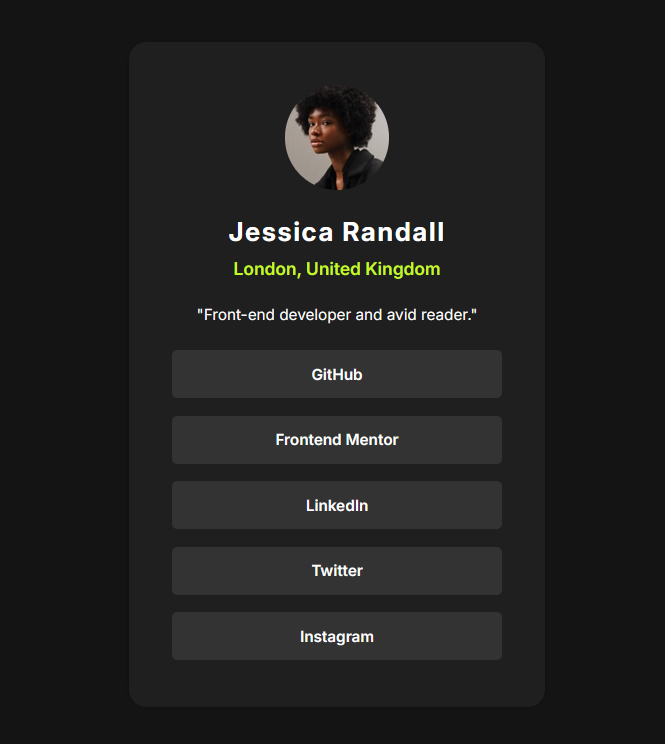 Jessica Randall
London, United Kingdom
"Front-end developer and avid reader."
GitHub
Frontend Mentor
LinkedIn
Twitter
Instagram